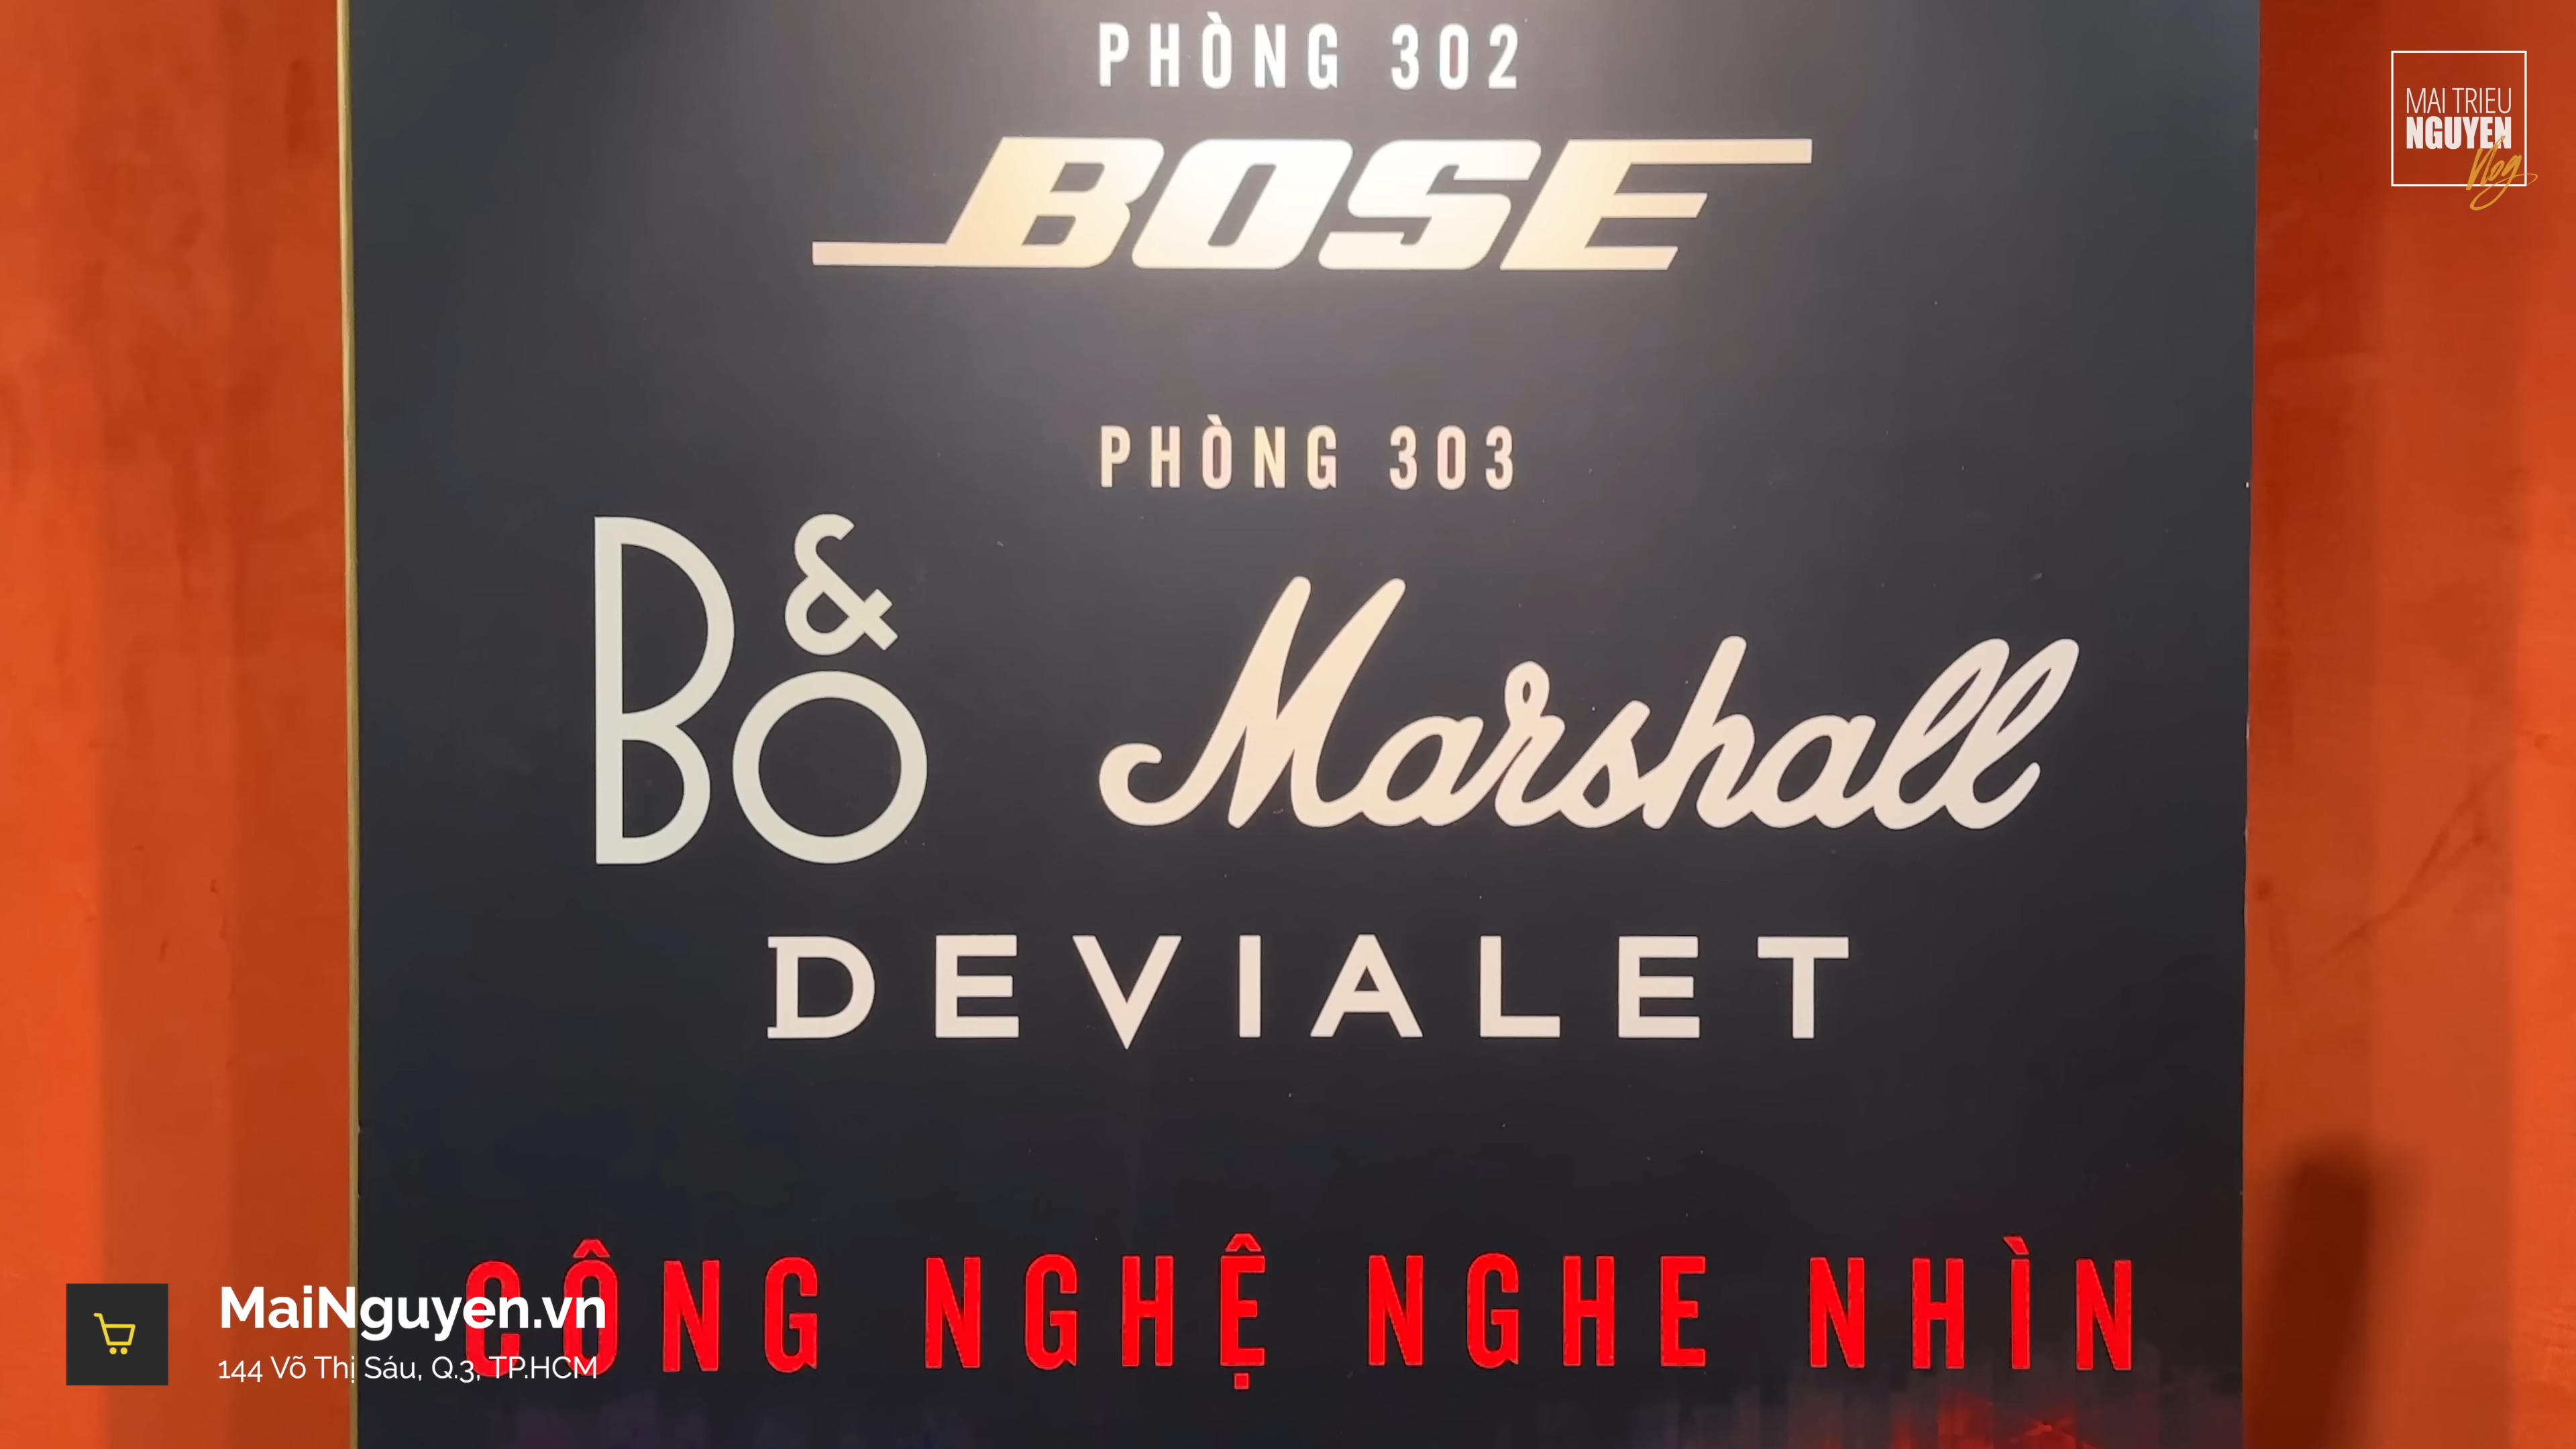 PHÒNG 302
BOSE
MAI TRIEU
NGUYEN
Vlog
PHÒNG 303
B&O
Marshall
DEVIALET
CÔNG NGHỆ NGHE NHÌN
MaiNguyen.vn
144 Võ Thị Sáu, Q.3, TP.HCM